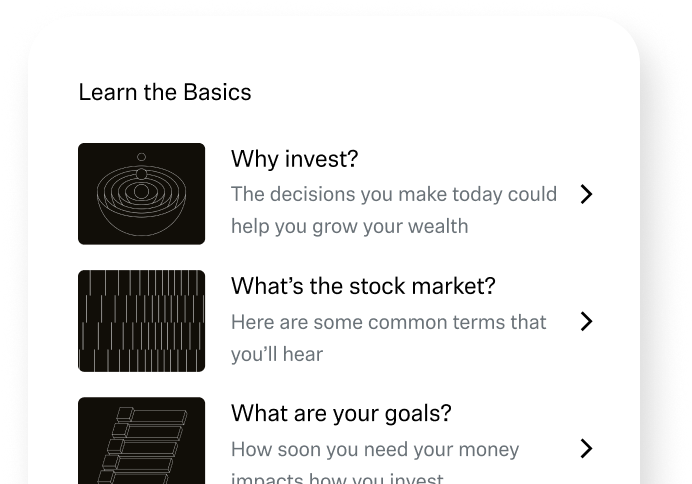 Learn the Basics
Why invest?
The decisions you make today could
help you grow your wealth
What’s the stock market?
Here are some common terms that
you’ll hear
What are your goals?
How soon you need your money
impacts how you invest